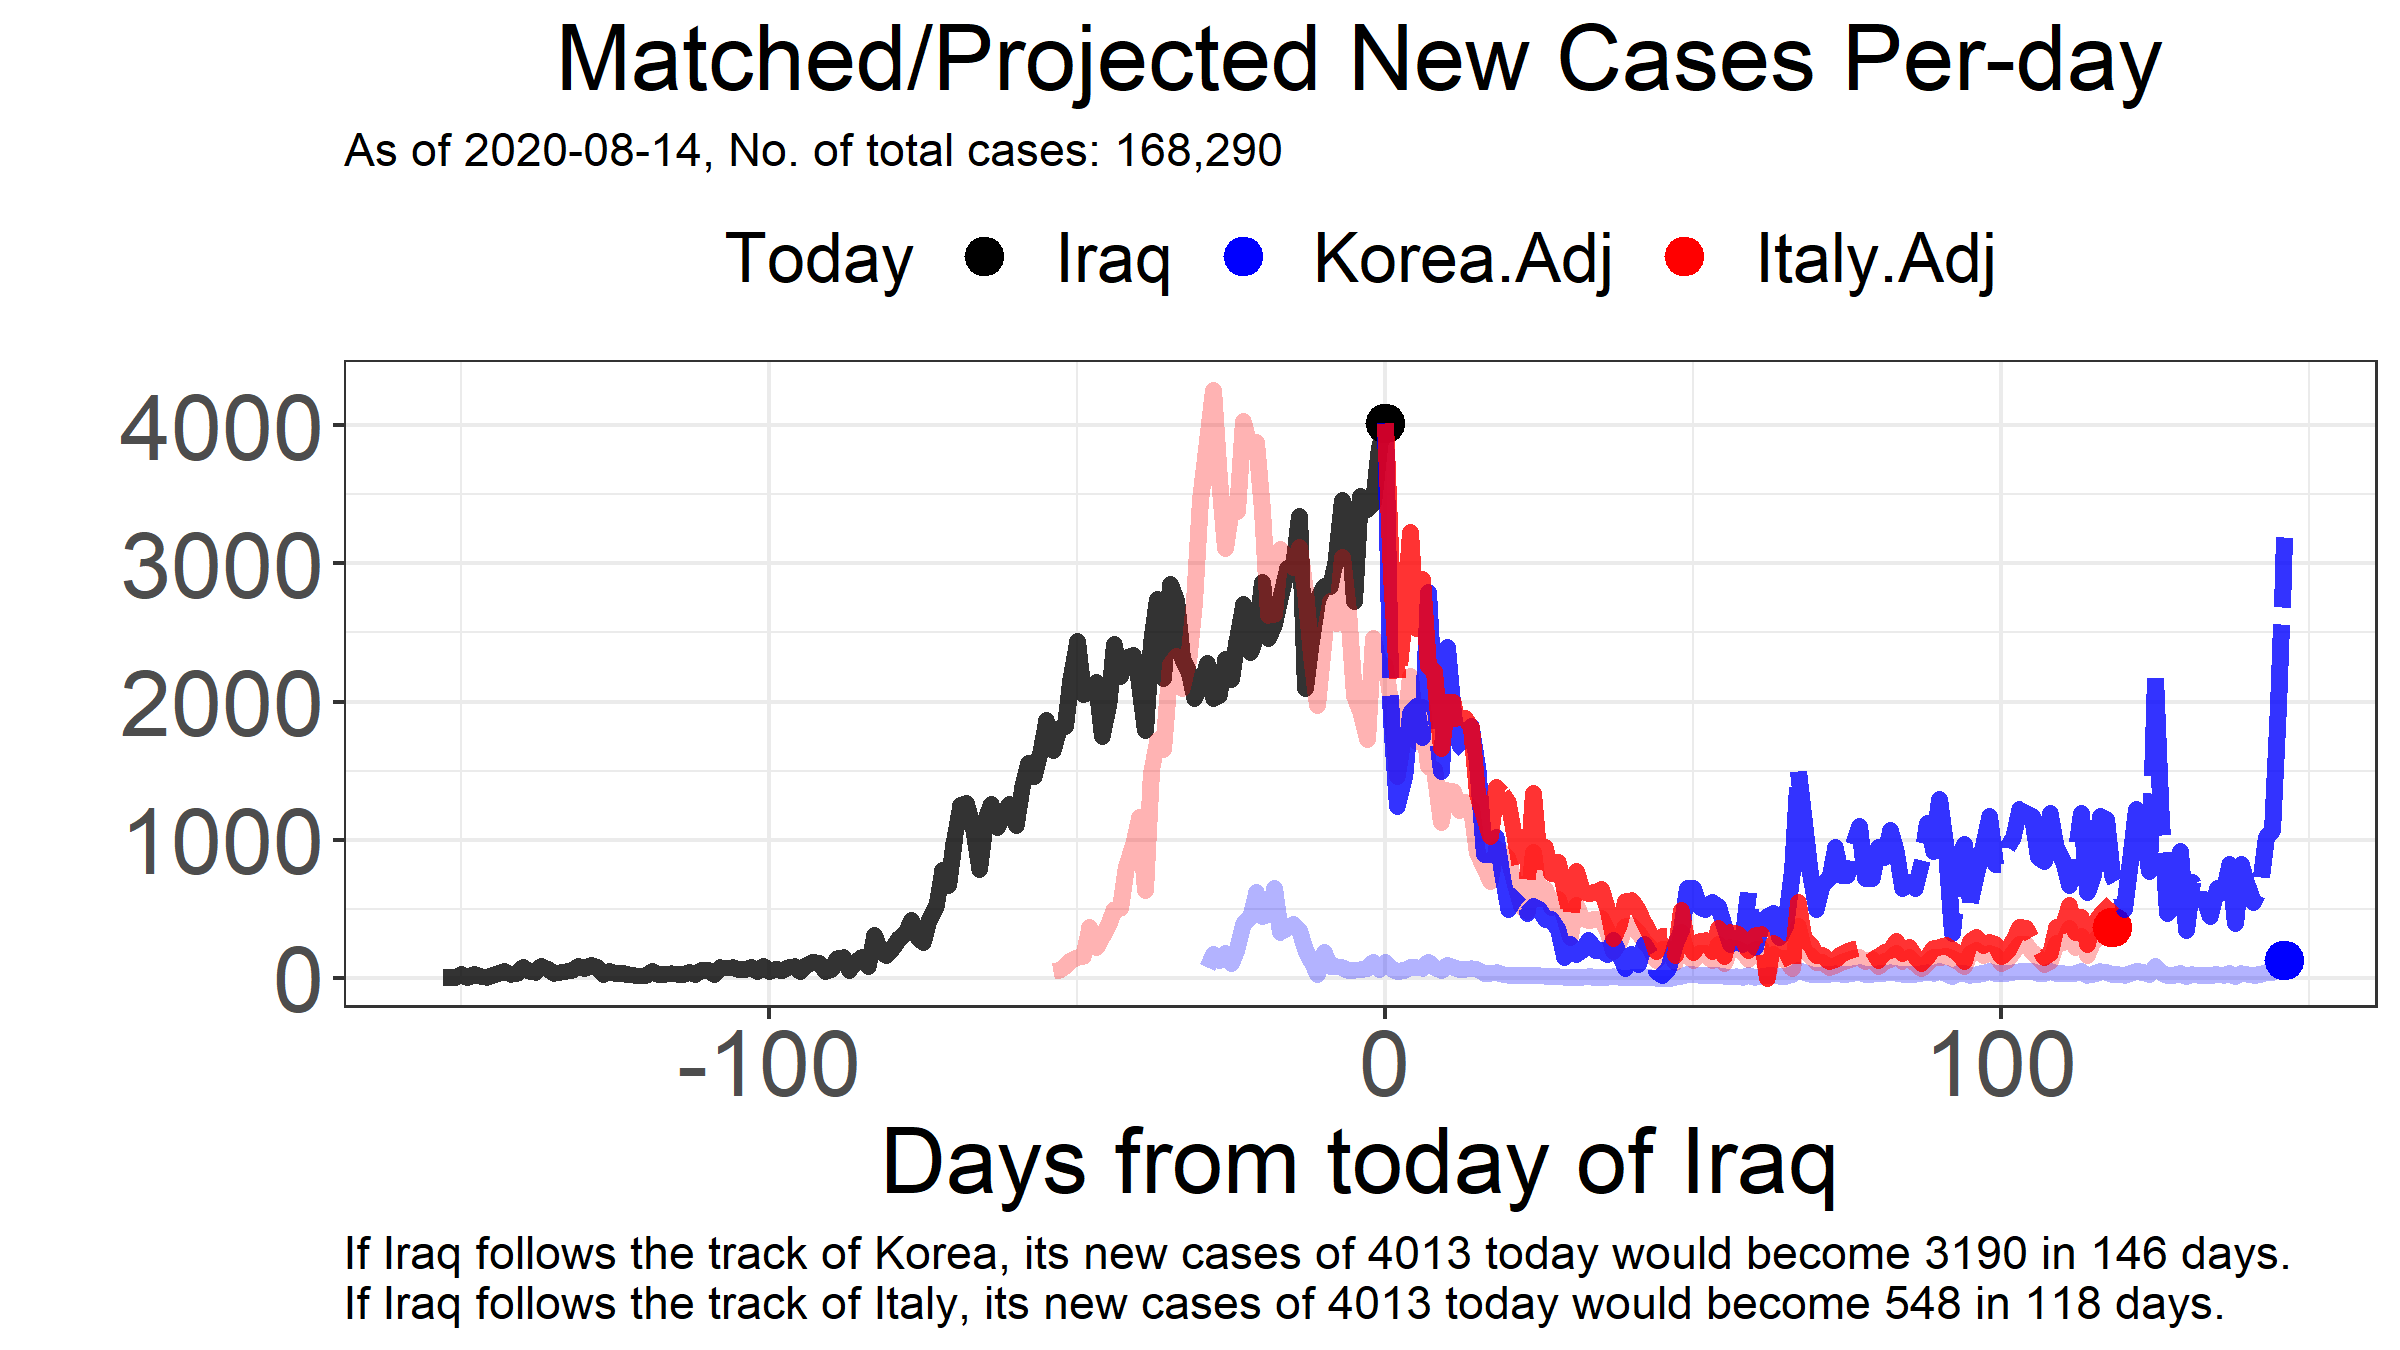 Matched/Projected New Cases Per-day
As of 2020-08-14, No. of total cases: 168,290
Today Iraq Korea.Adj Italy.Adj
4000
3000
2000
1000
0
-100 0 100
Days from today of Iraq
If Iraq follows the track of Korea, its new cases of 4013 today would become 3190 in 146 days.
If Iraq follows the track of Italy, its new cases of 4013 today would become 548 in 118 days.